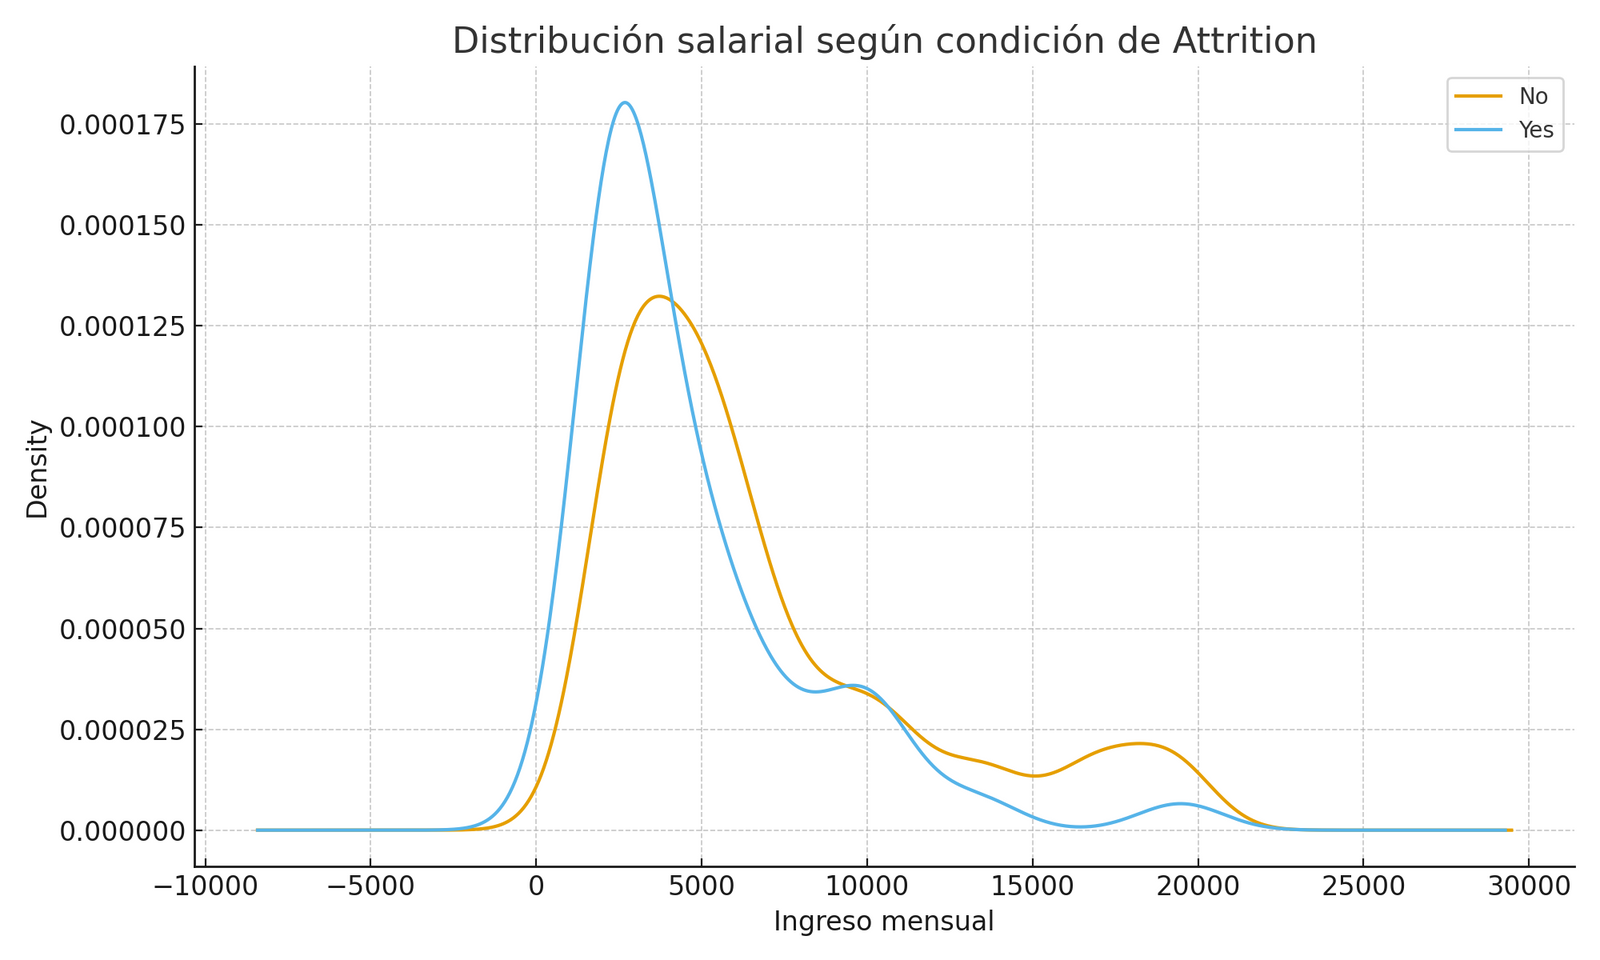 Distribución salarial según condición de Attrition
No
Yes
0.000175
0.000150
0.000125
0.000100
0.000075
0.000050
0.000025
0.000000
Density
−10000 −5000 0 5000 10000 15000 20000 25000 30000
Ingreso mensual